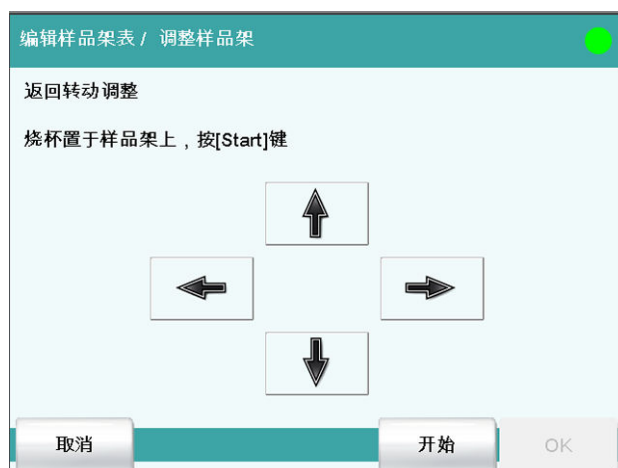 编辑样品架表 / 调整样品架
返回转动调整
烧杯置于样品架上，按[Start]键
取消
开始
OK